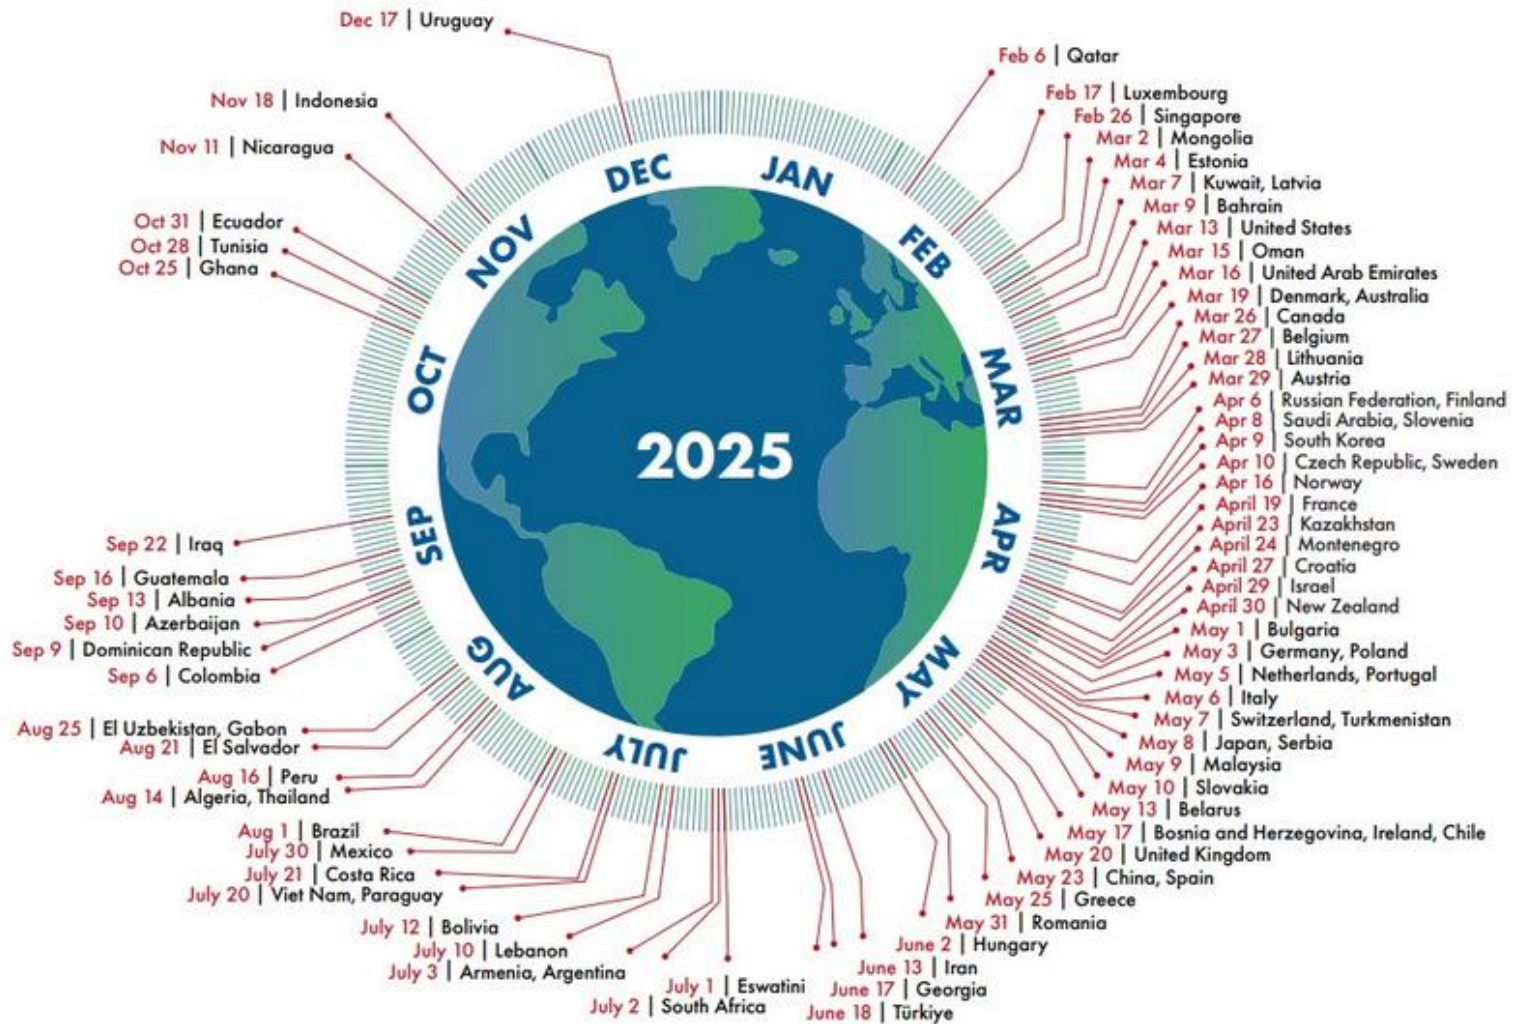 Dec 17 | Uruguay
Nov 18 | Indonesia
Nov 11 | Nicaragua
Oct 31 | Ecuador
Oct 28 | Tunisia
Oct 25 | Ghana
Sep 22 | Iraq
Sep 16 | Guatemala
Sep 13 | Albania
Sep 10 | Azerbaijan
Sep 9 | Dominican Republic
Sep 6 | Colombia
Aug 25 | El Uzbekistan, Gabon
Aug 21 | El Salvador
Aug 16 | Peru
Aug 14 | Algeria, Thailand
Aug 1 | Brazil
July 30 | Mexico
July 21 | Costa Rica
July 20 | Viet Nam, Paraguay
July 12 | Bolivia
July 10 | Lebanon
July 3 | Armenia, Argentina
July 1 | Eswatini
July 2 | South Africa
Feb 6 | Qatar
Feb 17 | Luxembourg
Feb 26 | Singapore
Mar 2 | Mongolia
Mar 4 | Estonia
Mar 7 | Kuwait, Latvia
Mar 9 | Bahrain
Mar 13 | United States
Mar 15 | Oman
Mar 16 | United Arab Emirates
Mar 19 | Denmark, Australia
Mar 26 | Canada
Mar 27 | Belgium
Mar 28 | Lithuania
Mar 29 | Austria
Apr 6 | Russian Federation, Finland
Apr 8 | Saudi Arabia, Slovenia
Apr 9 | South Korea
Apr 10 | Czech Republic, Sweden
Apr 16 | Norway
April 19 | France
April 23 | Kazakhstan
April 24 | Montenegro
April 27 | Croatia
April 29 | Israel
April 30 | New Zealand
May 1 | Bulgaria
May 3 | Germany, Poland
May 5 | Netherlands, Portugal
May 6 | Italy
May 7 | Switzerland, Turkmenistan
May 8 | Japan, Serbia
May 9 | Malaysia
May 10 | Slovakia
May 13 | Belarus
May 17 | Bosnia and Herzegovina, Ireland, Chile
May 20 | United Kingdom
May 23 | China, Spain
May 25 | Greece
May 31 | Romania
June 2 | Hungary
June 13 | Iran
June 17 | Georgia
June 18 | Türkiye
JAN
FEB
MAR
APR
MAY
JUNE
JULY
AUG
SEP
OCT
NOV
DEC
2025